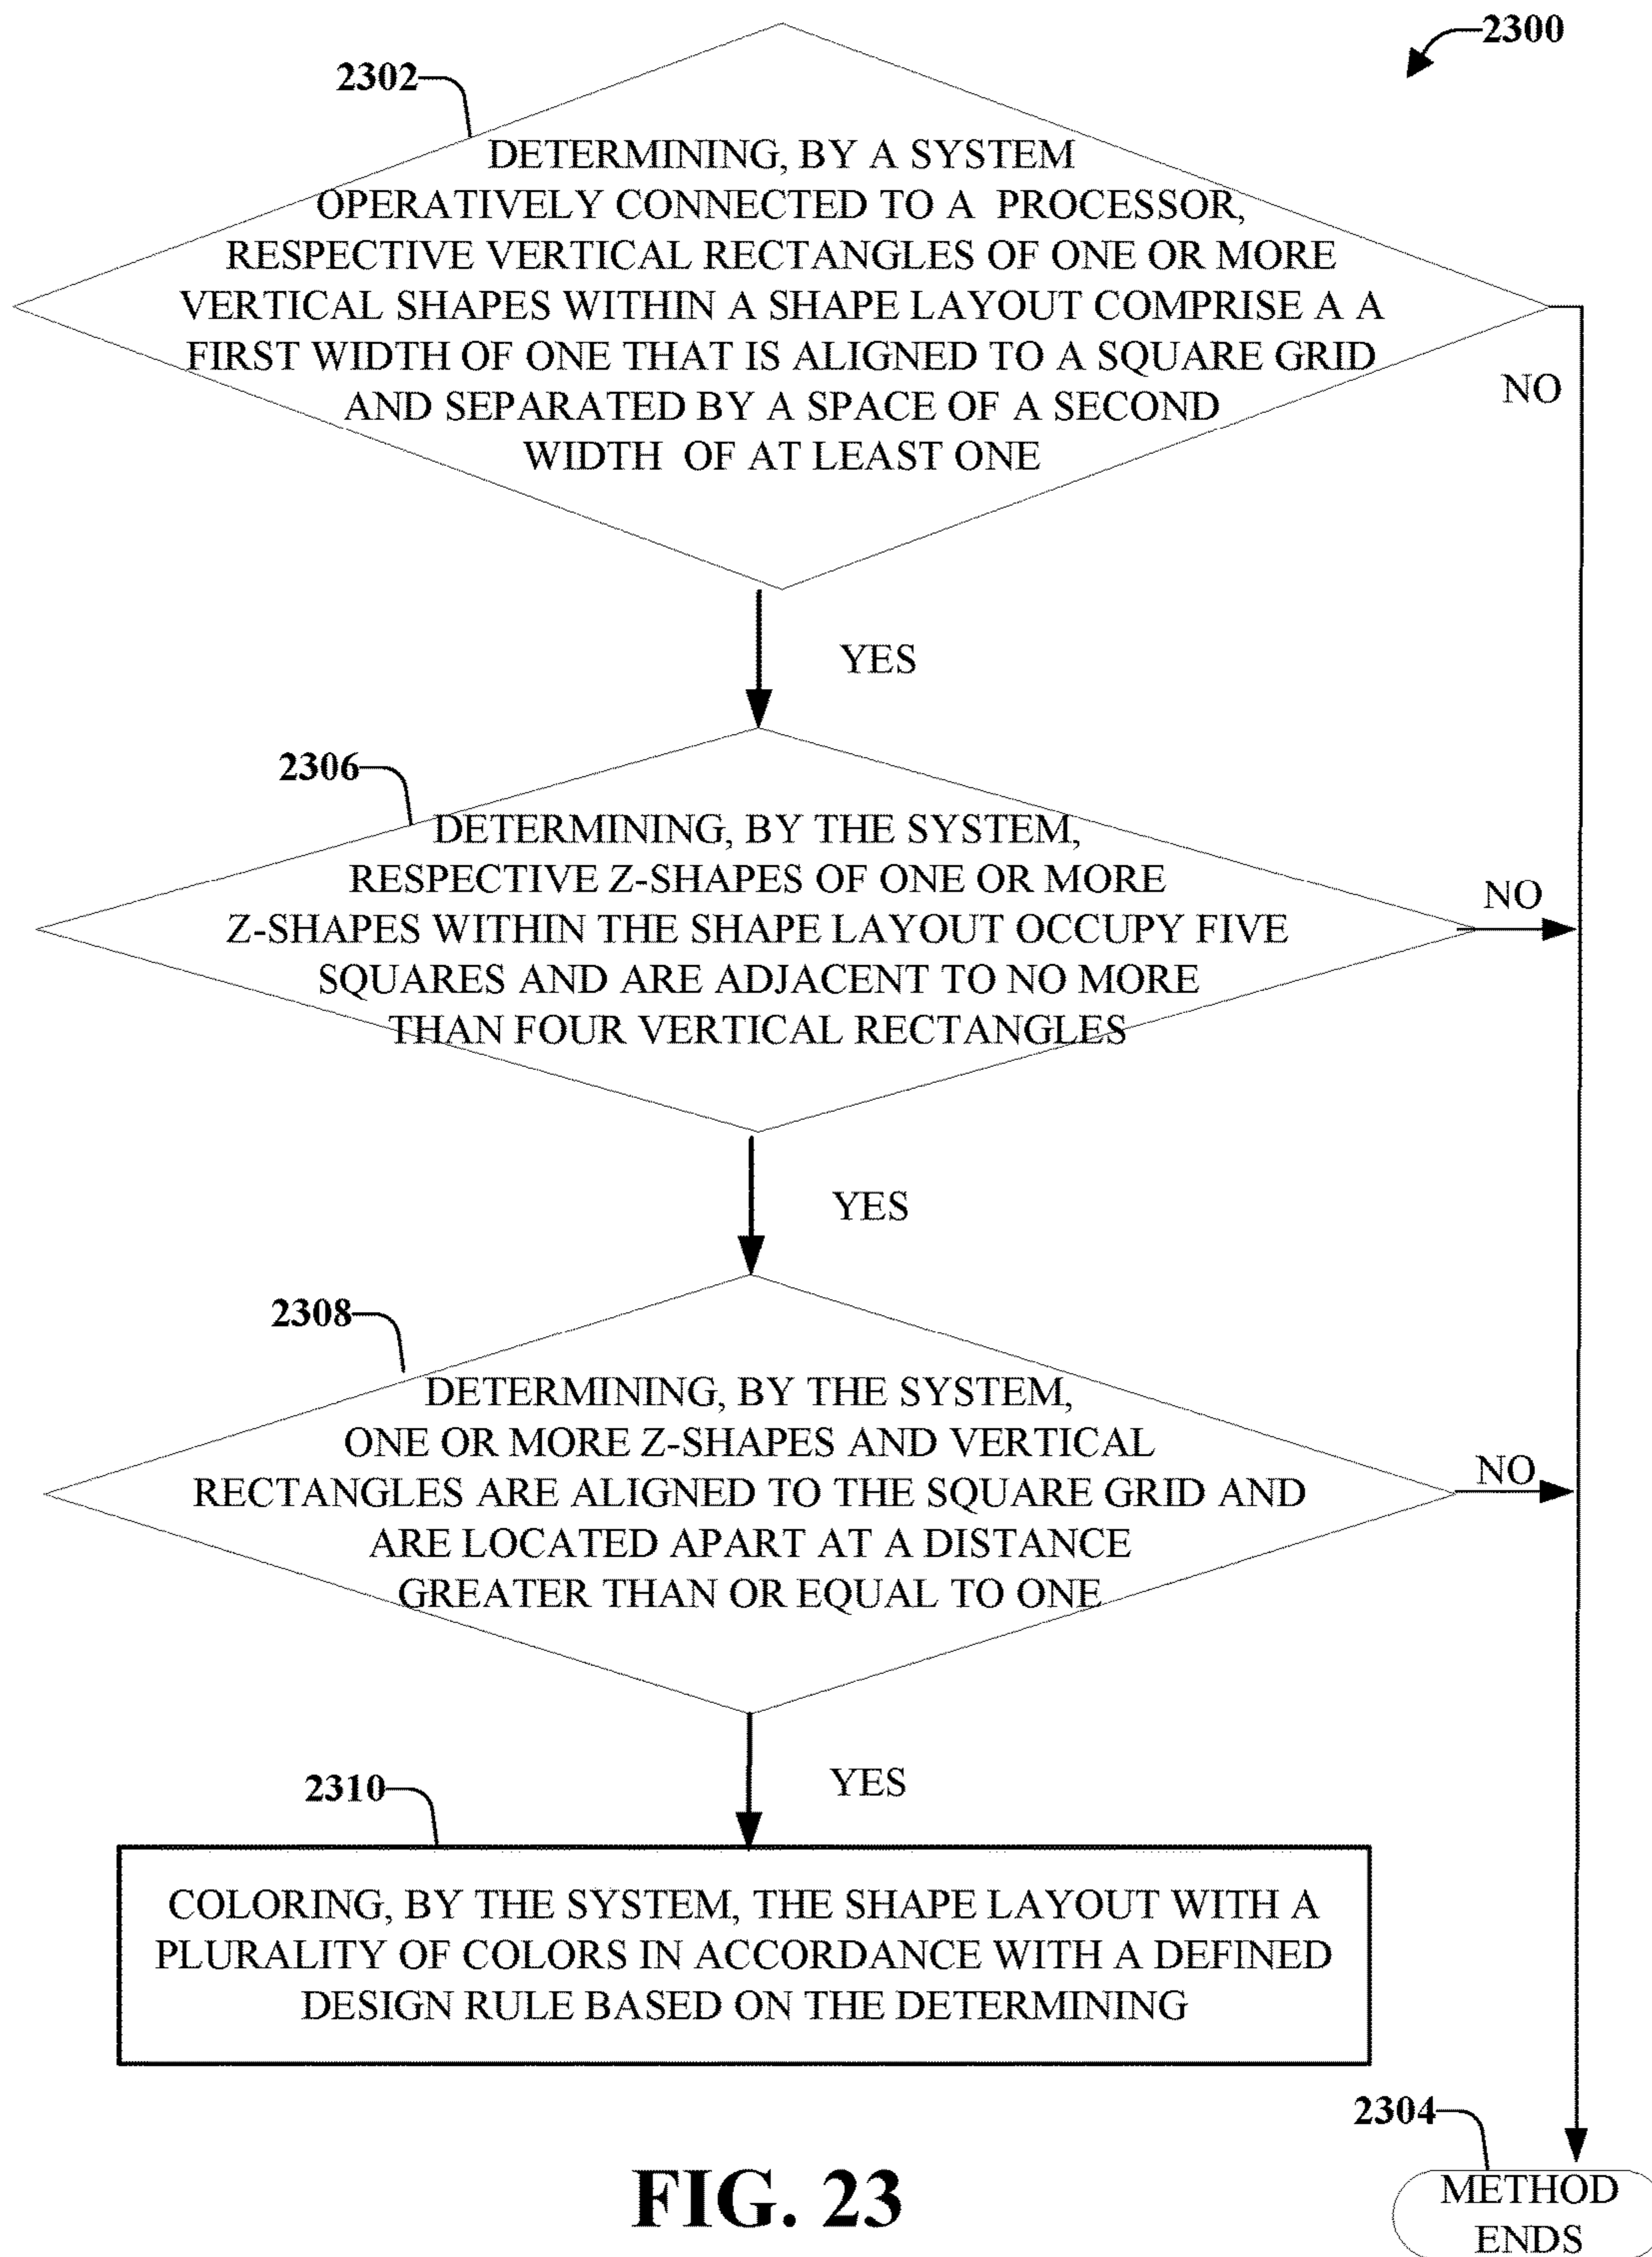 2300
2302
DETERMINING, BY A SYSTEM
OPERATIVELY CONNECTED TO A PROCESSOR,
RESPECTIVE VERTICAL RECTANGLES OF ONE OR MORE
VERTICAL SHAPES WITHIN A SHAPE LAYOUT COMPRISE A A
FIRST WIDTH OF ONE THAT IS ALIGNED TO A SQUARE GRID
AND SEPARATED BY A SPACE OF A SECOND
WIDTH OF AT LEAST ONE
NO
YES
2306
DETERMINING, BY THE SYSTEM,
RESPECTIVE Z-SHAPES OF ONE OR MORE
Z-SHAPES WITHIN THE SHAPE LAYOUT OCCUPY FIVE
SQUARES AND ARE ADJACENT TO NO MORE
THAN FOUR VERTICAL RECTANGLES
NO
YES
2308
DETERMINING, BY THE SYSTEM,
ONE OR MORE Z-SHAPES AND VERTICAL
RECTANGLES ARE ALIGNED TO THE SQUARE GRID AND
ARE LOCATED APART AT A DISTANCE
GREATER THAN OR EQUAL TO ONE
NO
YES
2310
COLORING, BY THE SYSTEM, THE SHAPE LAYOUT WITH A
PLURALITY OF COLORS IN ACCORDANCE WITH A DEFINED
DESIGN RULE BASED ON THE DETERMINING
2304
METHOD
ENDS
FIG. 23